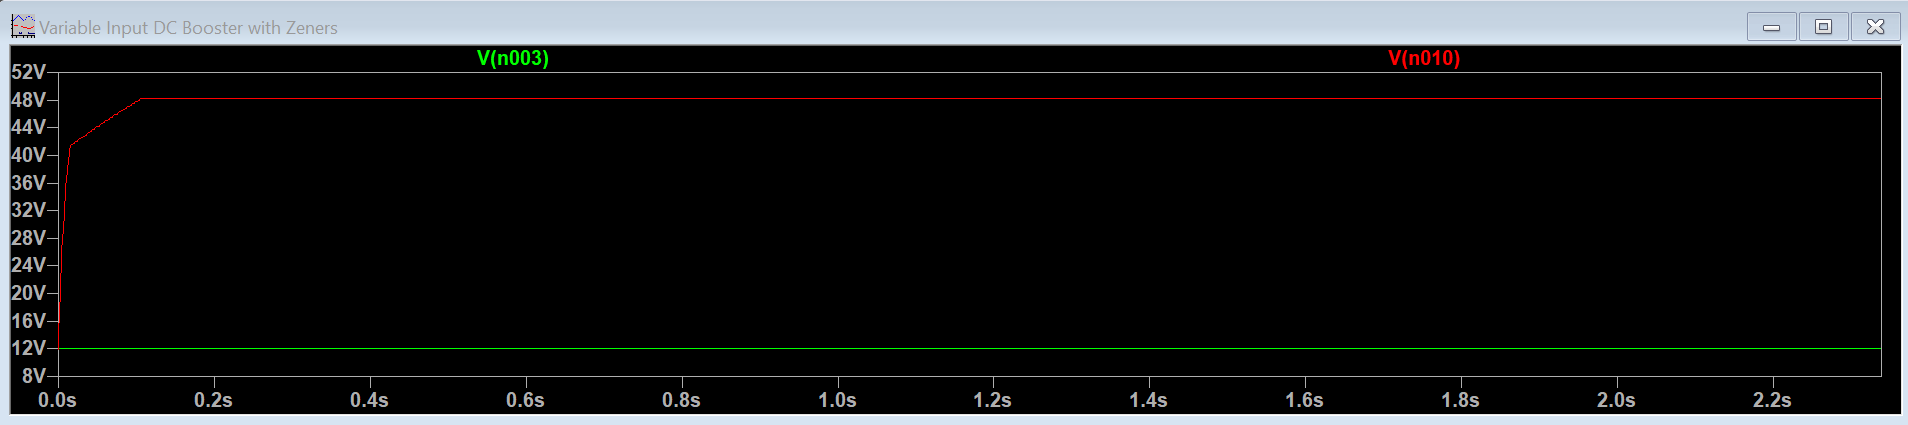 Variable Input DC Booster with Zeners
V(n003) V(n010)
52V
48V
44V
40V
36V
32V
28V
24V
20V
16V
12V
8V
0.0s 0.2s 0.4s 0.6s 0.8s 1.0s 1.2s 1.4s 1.6s 1.8s 2.0s 2.2s